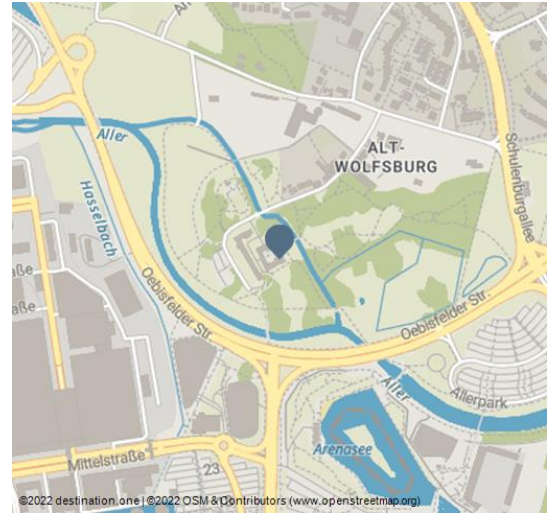 Aller
ALT-
WOLFSBURG
Hasselbach
Schulenburgallee
Oebisfelder Str.
Oebisfelder Str.
Aller
Allerpark
Arenasee
Mittelstraße
23
©2022 destination.one | ©2022 OSM & Contributors (www.openstreetmap.org)